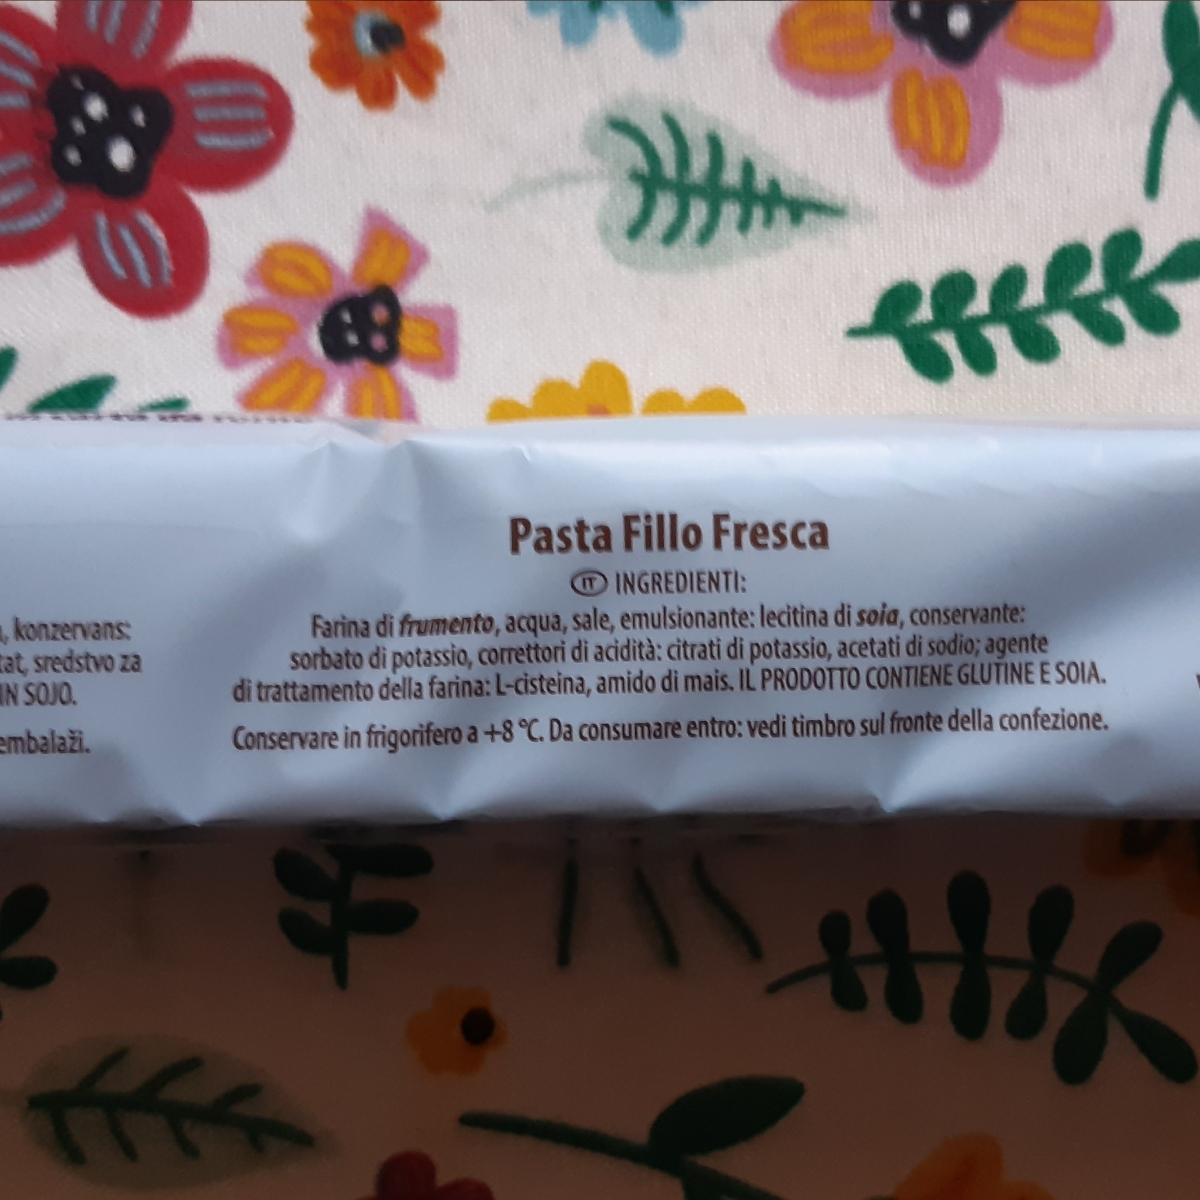 Pasta Fillo Fresca
IT INGREDIENTI:
Farina di frumento, acqua, sale, emulsionante: lecitina di soia, conservante:
sorbato di potassio, correttori di acidità: citrati di potassio, acetati di sodio; agente
di trattamento della farina: L-cisteina, amido di mais. IL PRODOTTO CONTIENE GLUTINE E SOIA.
Conservare in frigorifero a +8 °C. Da consumare entro: vedi timbro sul fronte della confezione.
, konzervans:
tat, sredstvo za
IN SOJO.
embalaži.